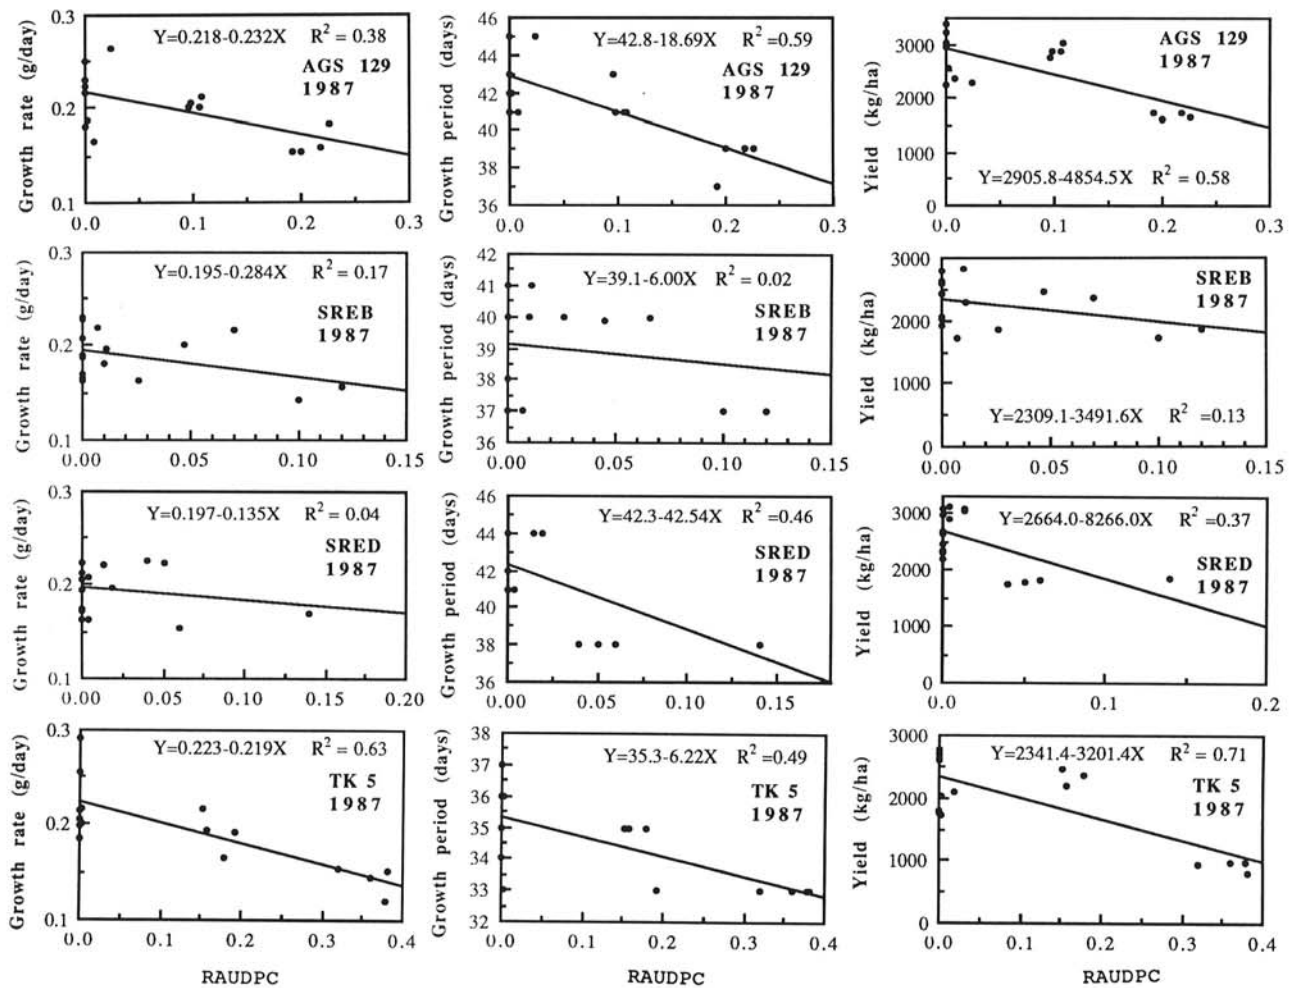 Growth rate (g/day)
0.3
0.2
0.1
Y=0.218-0.232X R² = 0.38
AGS 129
1987
0.0 0.1 0.2 0.3
Growth period (days)
46
45
43
41
39
38
36
Y=42.8-18.69X R² =0.59
AGS 129
1987
0.0 0.1 0.2 0.3
Yield (kg/ha)
3000
2000
1000
0
AGS 129
1987
Y=2905.8-4854.5X R² = 0.58
0.0 0.1 0.2 0.3
Growth rate (g/day)
0.3
0.2
0.1
Y=0.195-0.284X R² = 0.17
SREB
1987
0.00 0.05 0.10 0.15
Growth period (days)
42
41
40
39
38
37
36
Y=39.1-6.00X R² = 0.02
SREB
1987
0.00 0.05 0.10 0.15
Yield (kg/ha)
3000
2000
1000
0
SREB
1987
Y=2309.1-3491.6X R² =0.13
0.00 0.05 0.10 0.15
Growth rate (g/day)
0.3
0.2
0.1
Y=0.197-0.135X R² = 0.04
SRED
1987
0.00 0.05 0.10 0.15 0.20
Growth period (days)
46
44
42
40
38
36
Y=42.3-42.54X R² =0.46
SRED
1987
0.00 0.05 0.10 0.15
Yield (kg/ha)
3000
2000
1000
0
Y=2664.0-8266.0X R² =0.37
SRED
1987
0.0 0.1 0.2
Growth rate (g/day)
0.3
0.2
0.1
Y=0.223-0.219X R² = 0.63
TK 5
1987
0.0 0.1 0.2 0.3 0.4
RAUDPC
Growth period (days)
38
37
36
35
34
33
32
Y=35.3-6.22X R² =0.49
TK 5
1987
0.0 0.1 0.2 0.3 0.4
RAUDPC
Yield (kg/ha)
3000
2000
1000
0
Y=2341.4-3201.4X R² = 0.71
TK 5
1987
0.0 0.1 0.2 0.3 0.4
RAUDPC